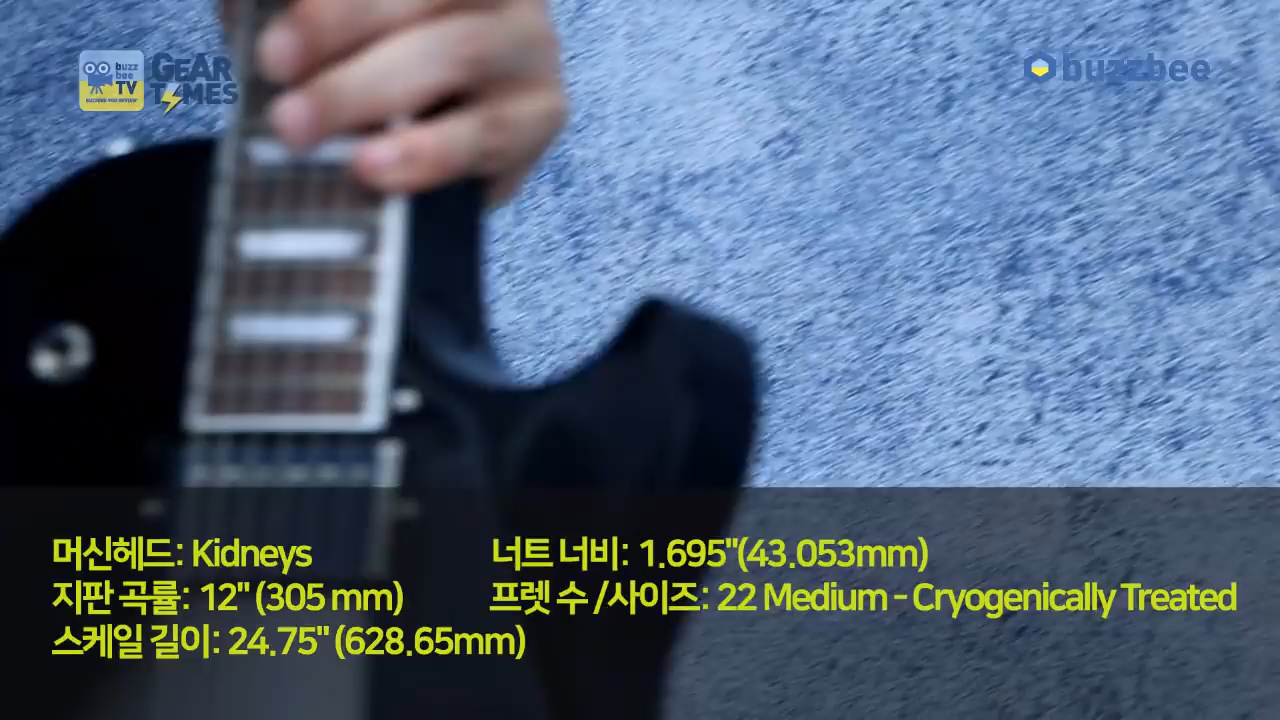 buzz
bee
TV
GEAR
TIMES
buzzbee
머신헤드: Kidneys
너트 너비: 1.695"(43.053mm)
지판 곡률: 12" (305 mm)
프렛 수 /사이즈: 22 Medium - Cryogenically Treated
스케일 길이: 24.75" (628.65mm)